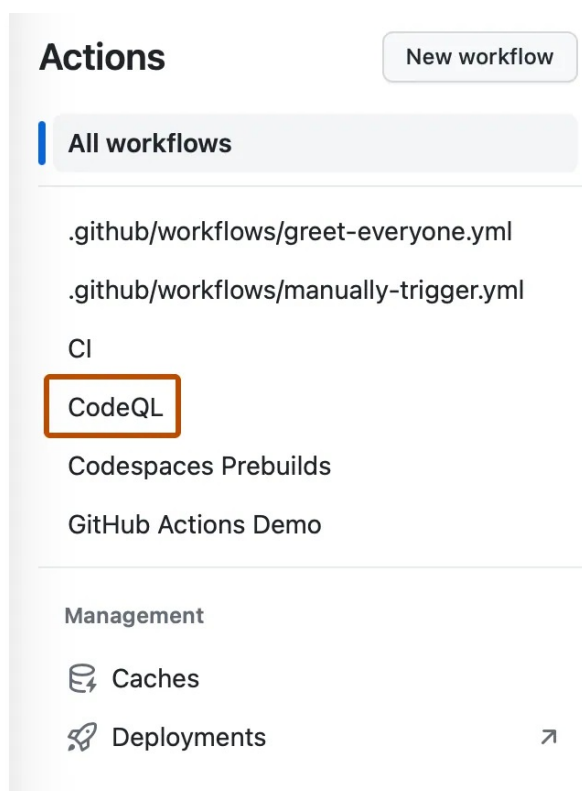 Actions
New workflow
All workflows
.github/workflows/greet-everyone.yml
.github/workflows/manually-trigger.yml
CI
CodeQL
Codespaces Prebuilds
GitHub Actions Demo
Management
Caches
Deployments